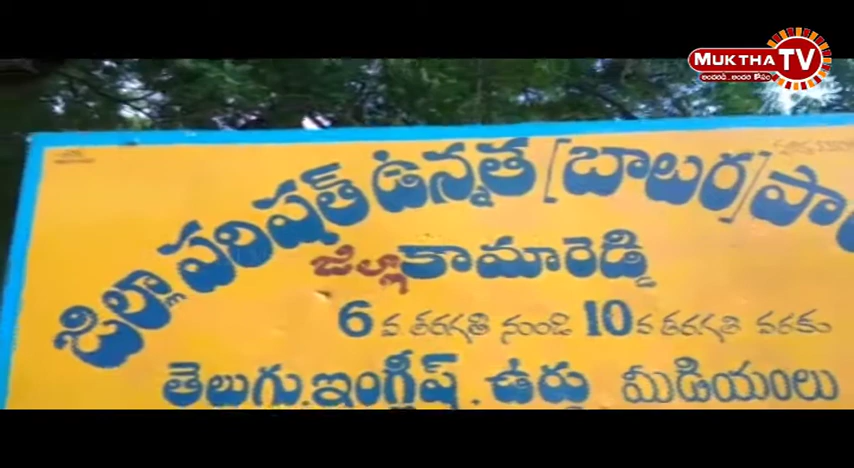 MUKTHA TV
జిల్లా పరిషత్ ఉన్నత [బాలుర] పా
జిల్లా కామారెడ్డి
6వ తరగతి నుండి 10వ తరగతి వరకు
తెలుగు.ఇంగ్లీష్.ఉర్దు మీడియంలు